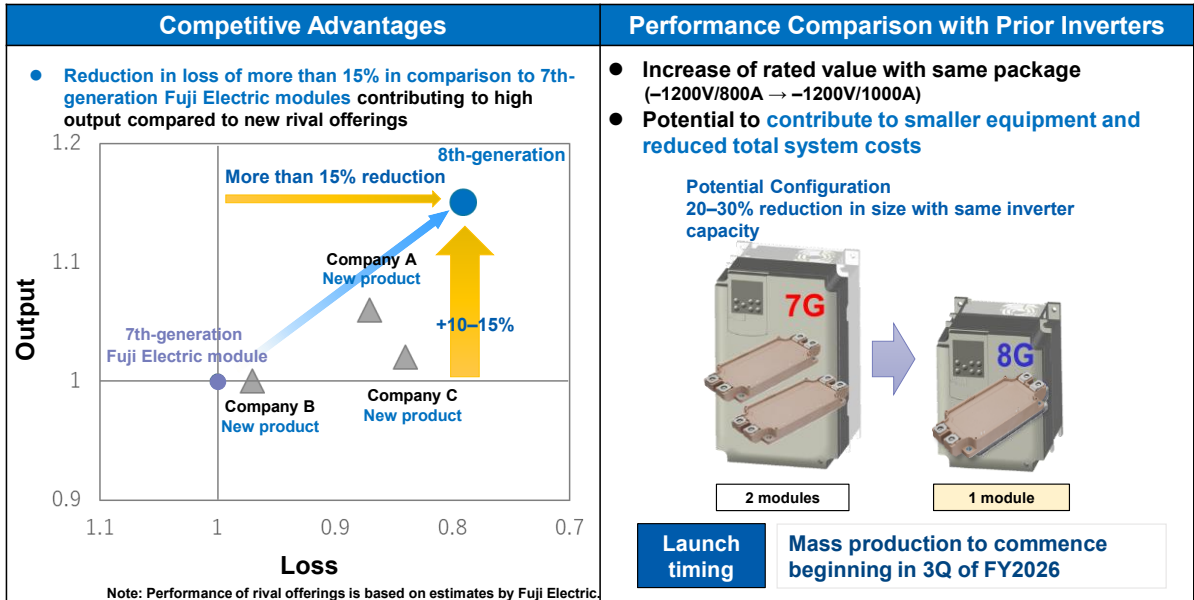 Competitive Advantages
● Reduction in loss of more than 15% in comparison to 7th-
generation Fuji Electric modules contributing to high
output compared to new rival offerings
1.2
8th-generation
More than 15% reduction
1.1
Company A
New product
Output
+10–15%
7th-generation
Fuji Electric module
1
Company B
New product
Company C
New product
0.9
1.1 1 0.9 0.8 0.7
Loss
Note: Performance of rival offerings is based on estimates by Fuji Electric.
Performance Comparison with Prior Inverters
● Increase of rated value with same package
(–1200V/800A → –1200V/1000A)
● Potential to contribute to smaller equipment and
reduced total system costs
Potential Configuration
20–30% reduction in size with same inverter
capacity
7G
8G
2 modules
1 module
Launch
timing
Mass production to commence
beginning in 3Q of FY2026